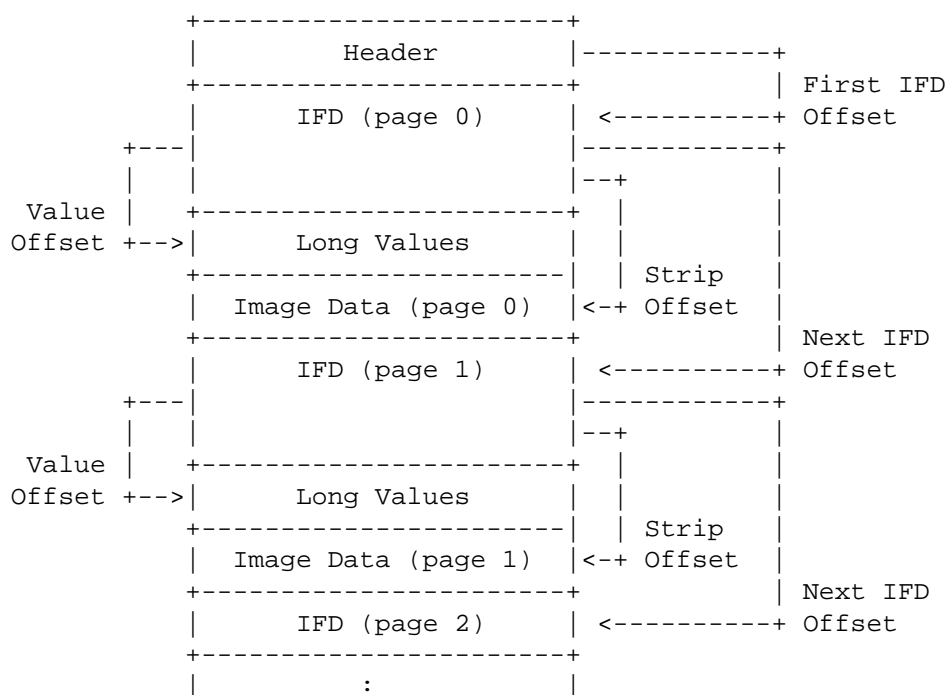 Header
First IFD
IFD (page 0) Offset
Value
Offset Long Values
Strip
Image Data (page 0) Offset
Next IFD
IFD (page 1) Offset
Value
Offset Long Values
Strip
Image Data (page 1) Offset
Next IFD
IFD (page 2) Offset
: